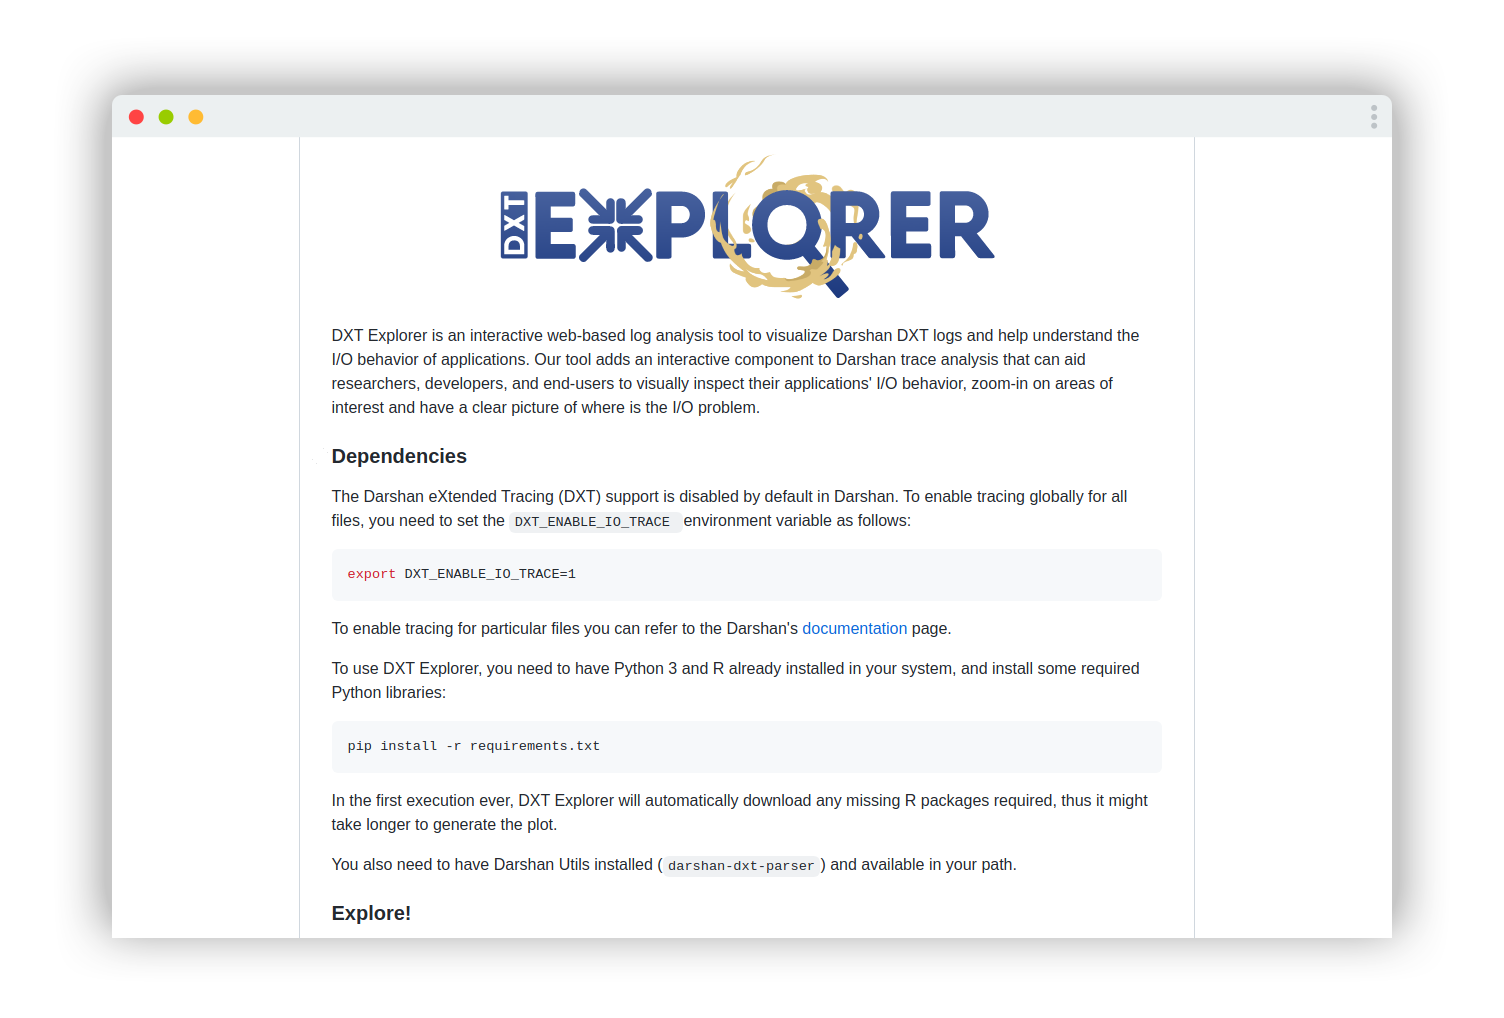 DXT EXPLORER
DXT Explorer is an interactive web-based log analysis tool to visualize Darshan DXT logs and help understand the
I/O behavior of applications. Our tool adds an interactive component to Darshan trace analysis that can aid
researchers, developers, and end-users to visually inspect their applications' I/O behavior, zoom-in on areas of
interest and have a clear picture of where is the I/O problem.
Dependencies
The Darshan eXtended Tracing (DXT) support is disabled by default in Darshan. To enable tracing globally for all
files, you need to set the DXT_ENABLE_IO_TRACE environment variable as follows:
export DXT_ENABLE_IO_TRACE=1
To enable tracing for particular files you can refer to the Darshan's documentation page.
To use DXT Explorer, you need to have Python 3 and R already installed in your system, and install some required
Python libraries:
pip install -r requirements.txt
In the first execution ever, DXT Explorer will automatically download any missing R packages required, thus it might
take longer to generate the plot.
You also need to have Darshan Utils installed (darshan-dxt-parser) and available in your path.
Explore!